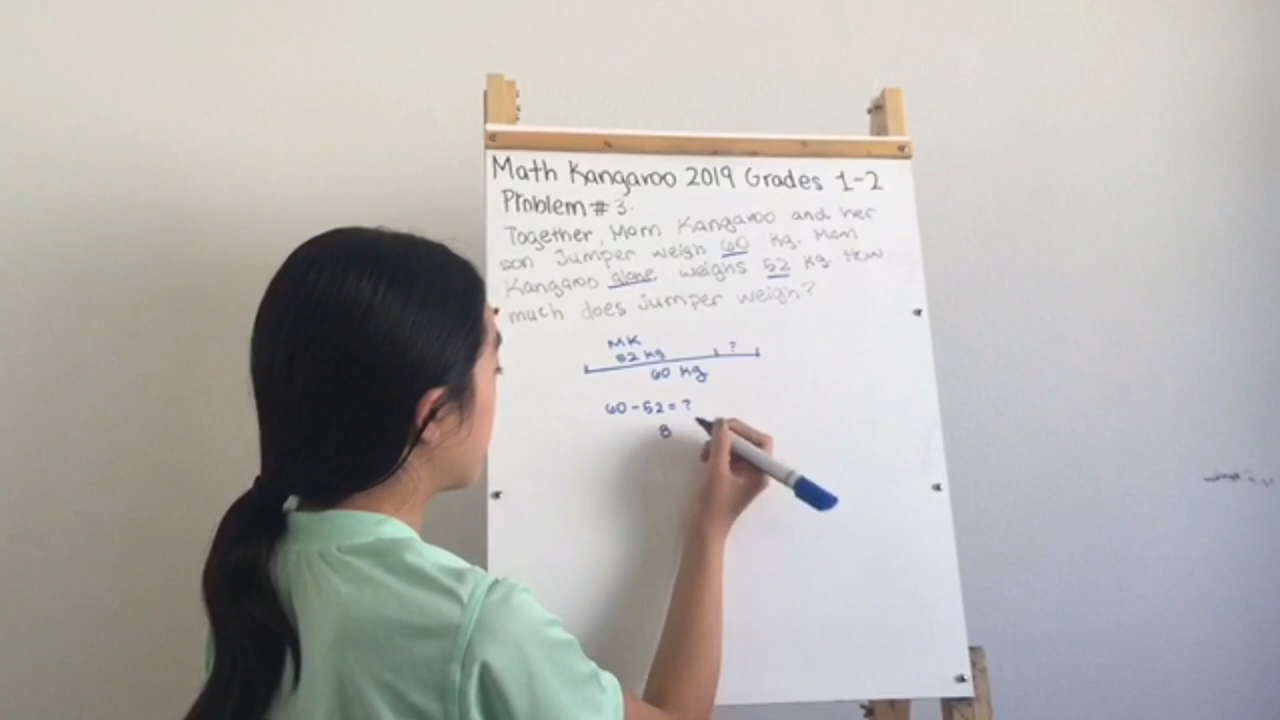 Math Kangaroo 2019 Grades 1-2
Problem # 3.
Together, Mom Kangaroo and her
son Jumper weigh 60 kg. Mom
Kangaroo alone weighs 52 kg. How
much does Jumper weigh?
MK
52 kg ?
60 kg
60 - 52 = ?
8